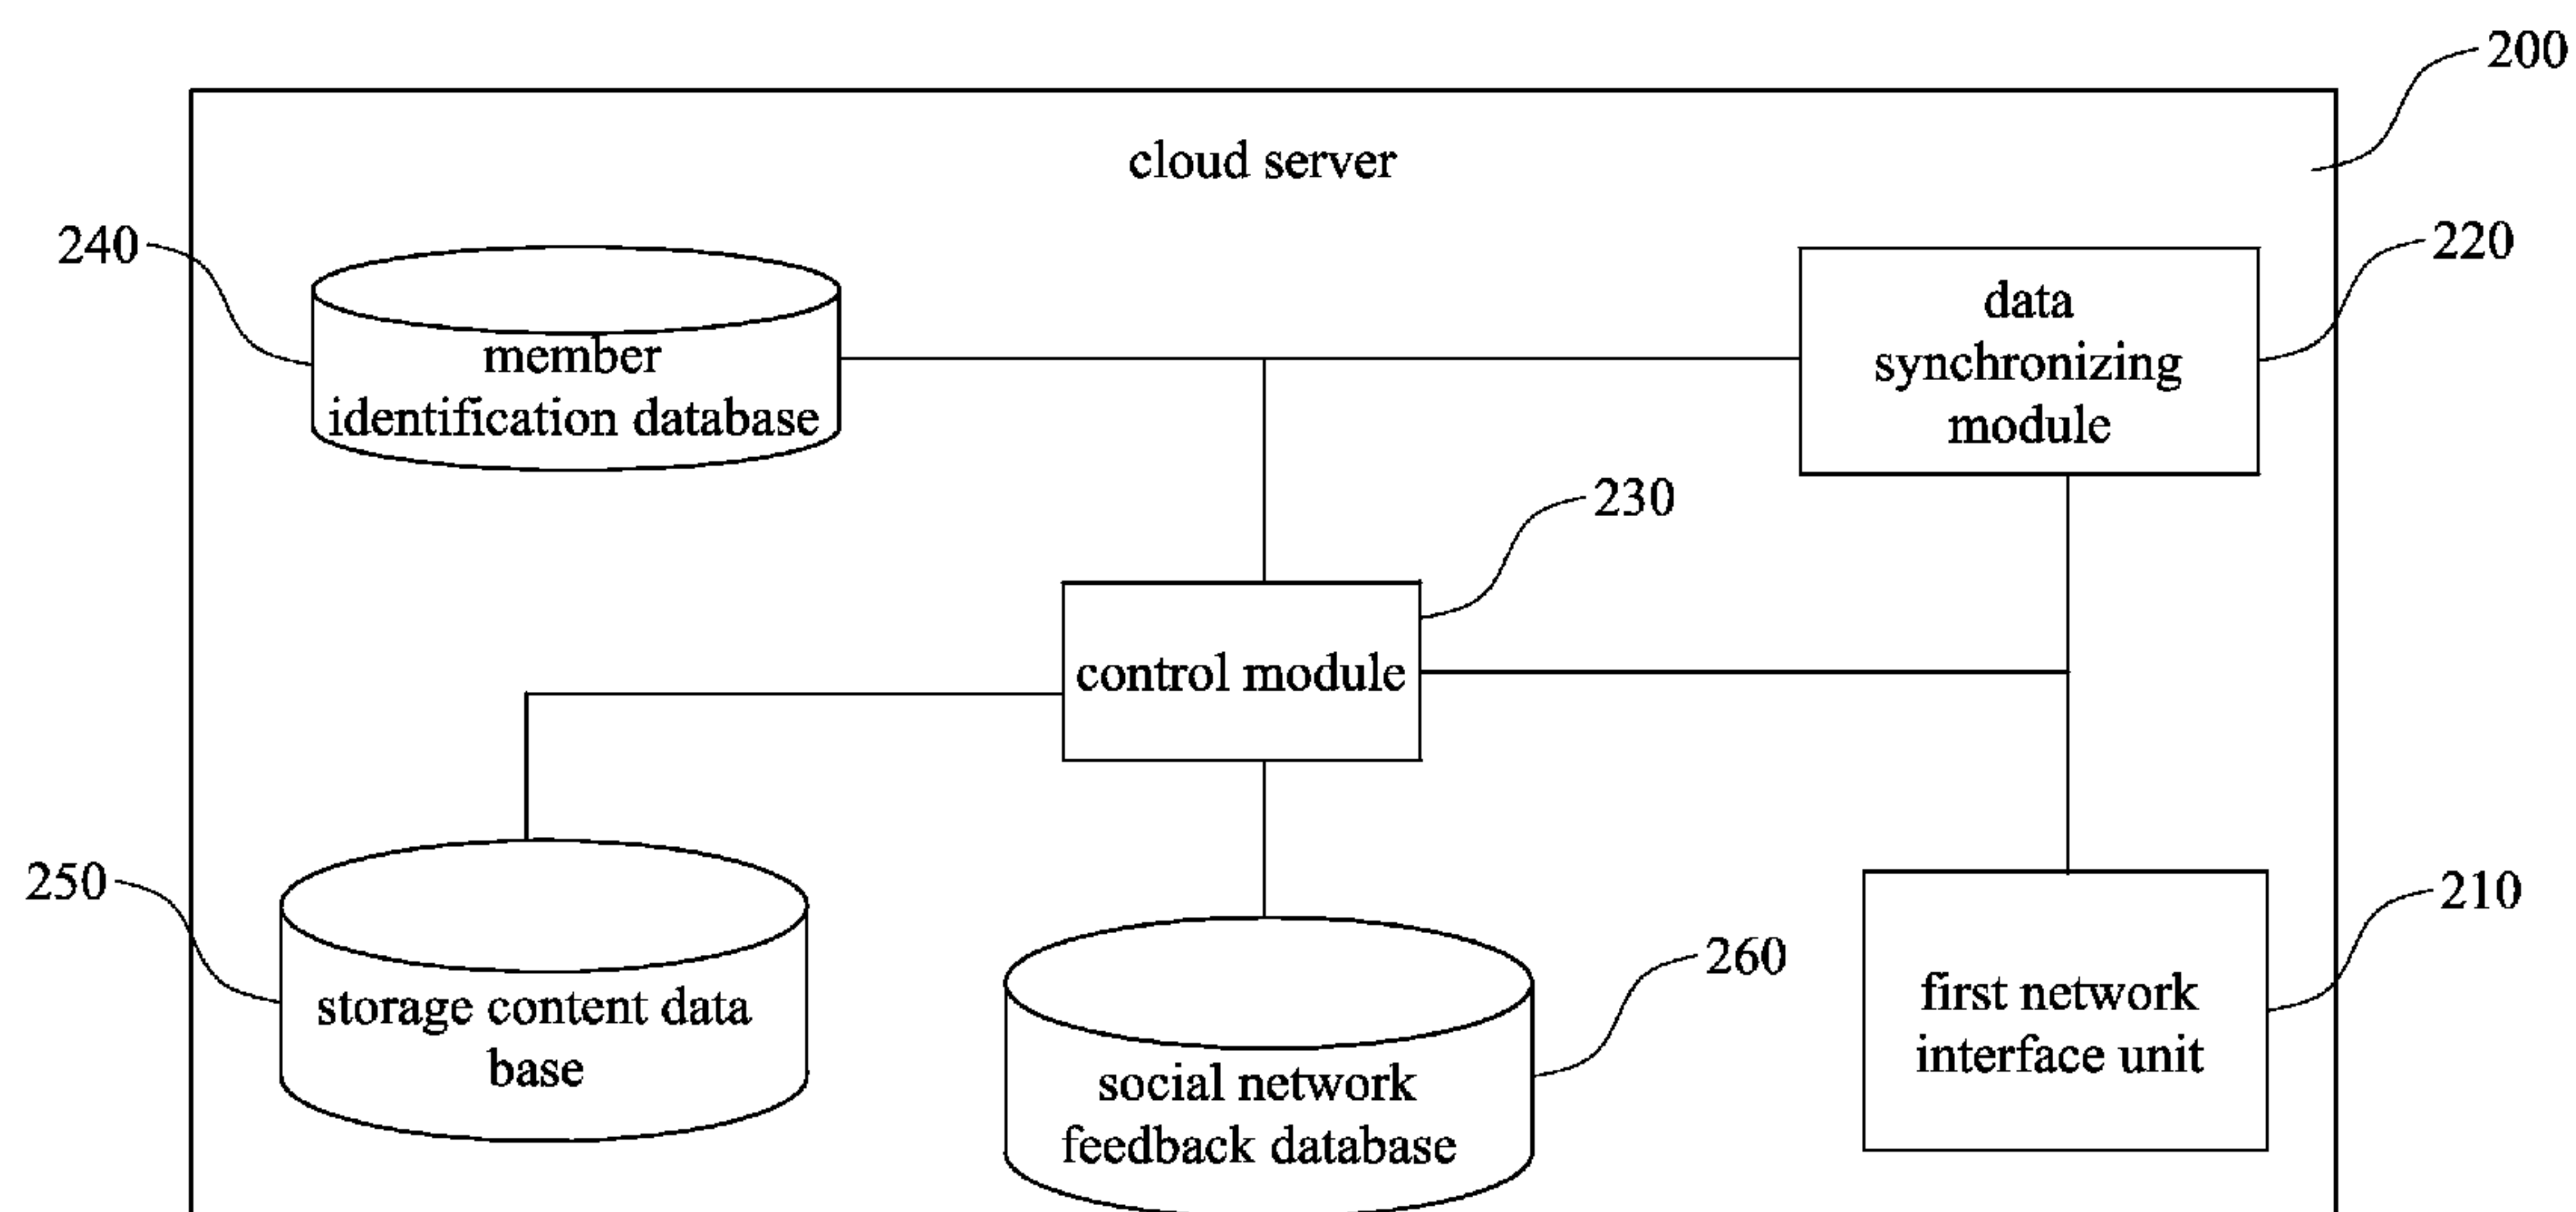 200
cloud server
240
member
identification database
220
data
synchronizing
module
230
control module
250
storage content data
base
260
social network
feedback database
210
first network
interface unit